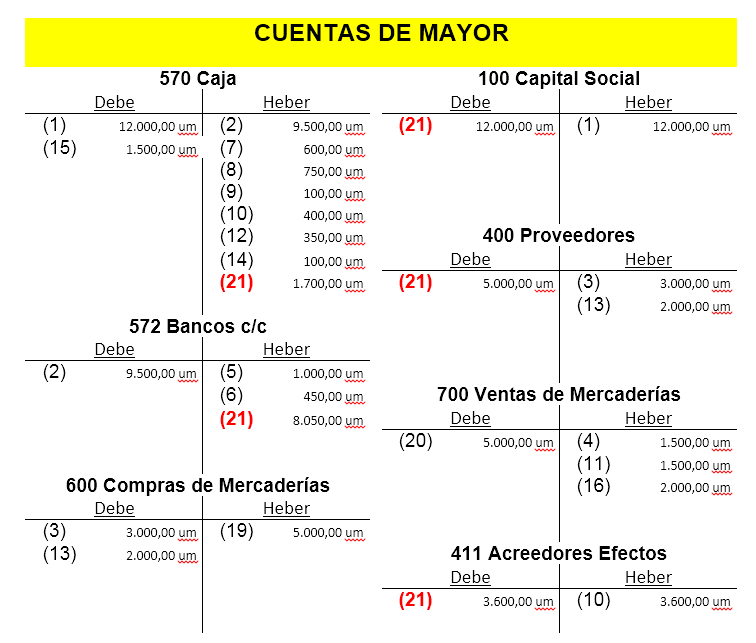 CUENTAS DE MAYOR
570 Caja
Debe Heber
(1) 12.000,00 um (2) 9.500,00 um
(15) 1.500,00 um (7) 600,00 um
(8) 750,00 um
(9) 100,00 um
(10) 400,00 um
(12) 350,00 um
(14) 100,00 um
(21) 1.700,00 um
572 Bancos c/c
Debe Heber
(2) 9.500,00 um (5) 1.000,00 um
(6) 450,00 um
(21) 8.050,00 um
600 Compras de Mercaderías
Debe Heber
(3) 3.000,00 um (19) 5.000,00 um
(13) 2.000,00 um
100 Capital Social
Debe Heber
(21) 12.000,00 um (1) 12.000,00 um
400 Proveedores
Debe Heber
(21) 5.000,00 um (3) 3.000,00 um
(13) 2.000,00 um
700 Ventas de Mercaderías
Debe Heber
(20) 5.000,00 um (4) 1.500,00 um
(11) 1.500,00 um
(16) 2.000,00 um
411 Acreedores Efectos
Debe Heber
(21) 3.600,00 um (10) 3.600,00 um